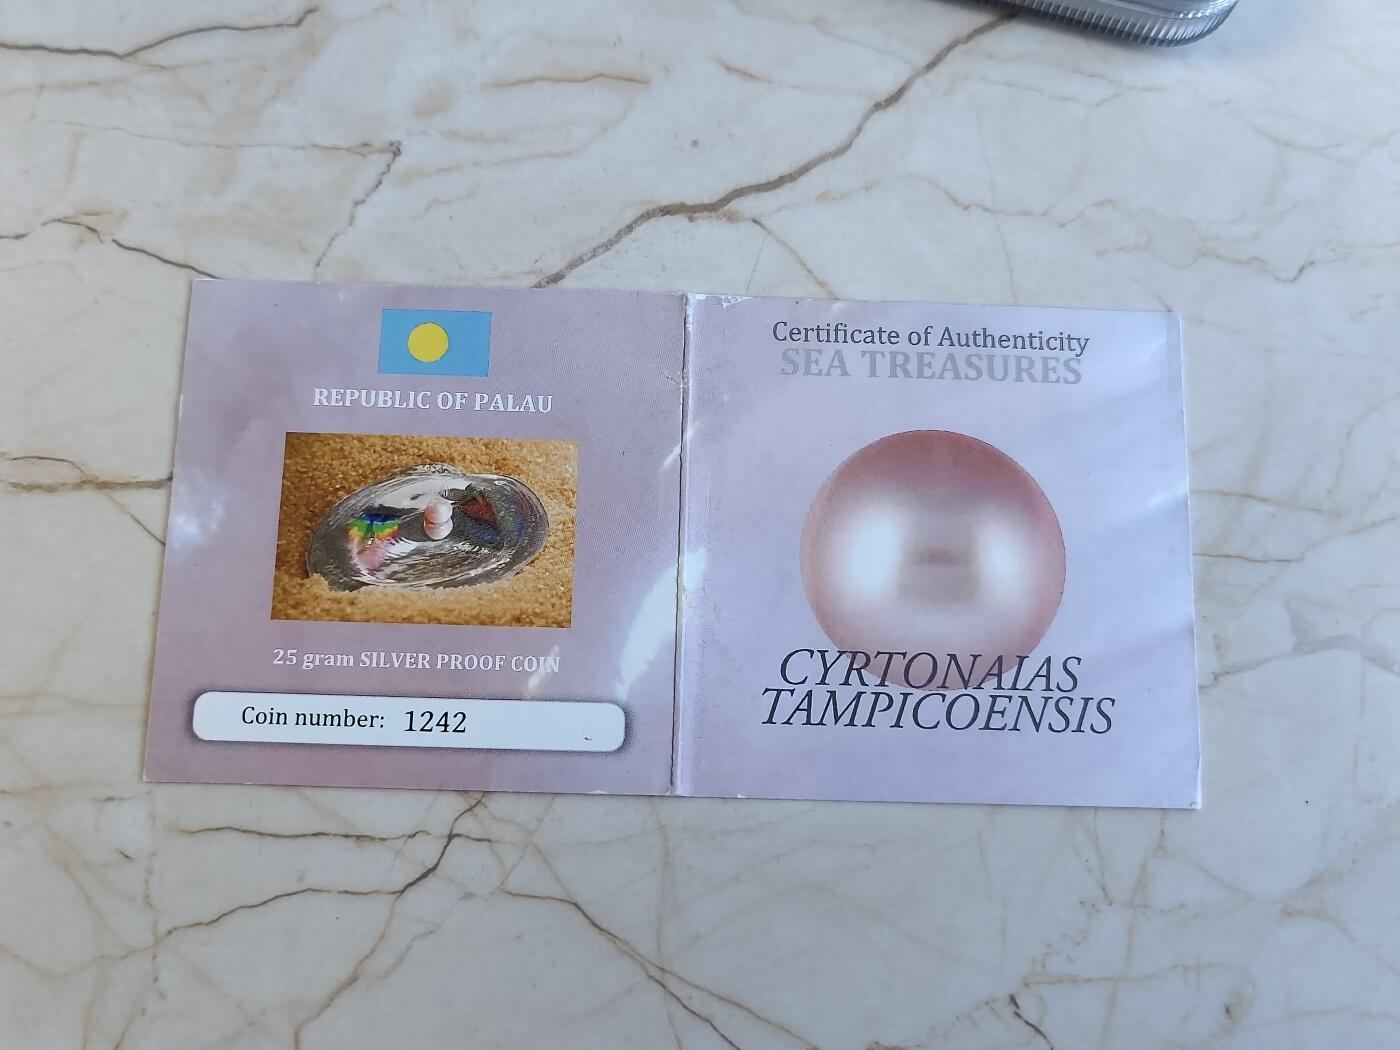 REPUBLIC OF PALAU
25 gram SILVER PROOF COIN
Coin number: 1242
Certificate of Authenticity
SEA TREASURES
CYRTONAIAS
TAMPICOENSIS